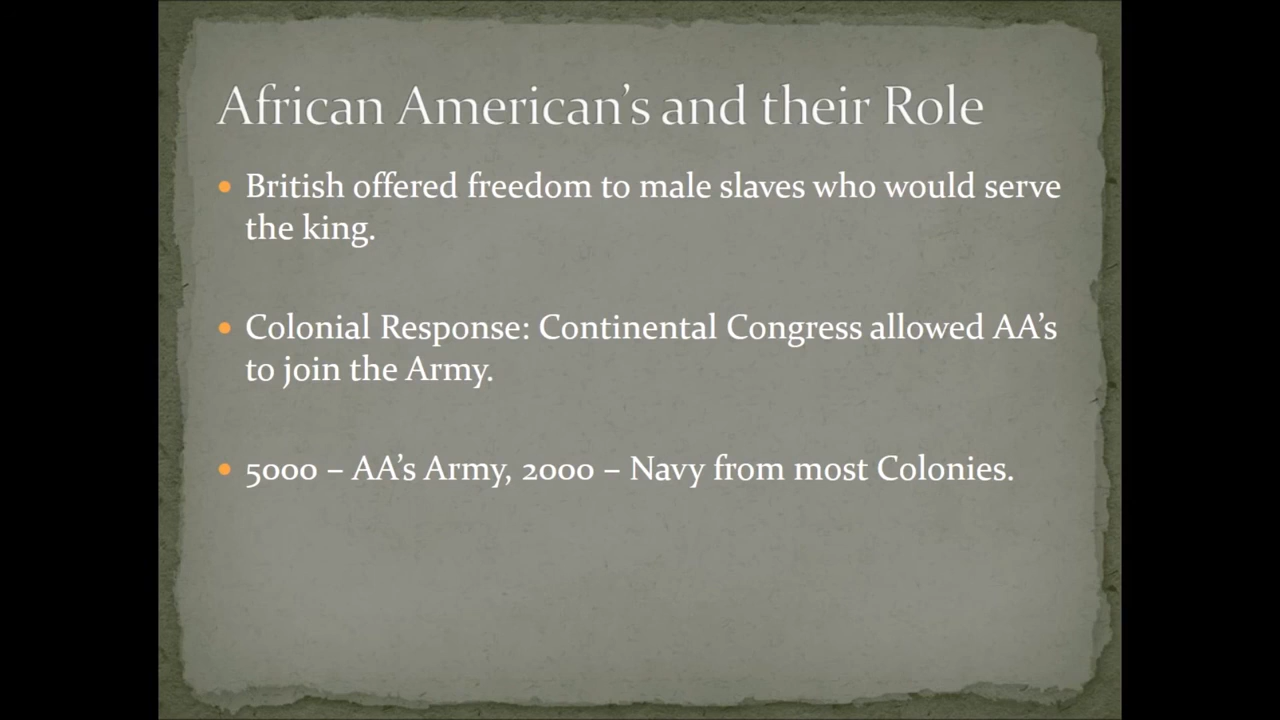 African American’s and their Role
• British offered freedom to male slaves who would serve
the king.
• Colonial Response: Continental Congress allowed AA’s
to join the Army.
• 5000 – AA’s Army, 2000 – Navy from most Colonies.